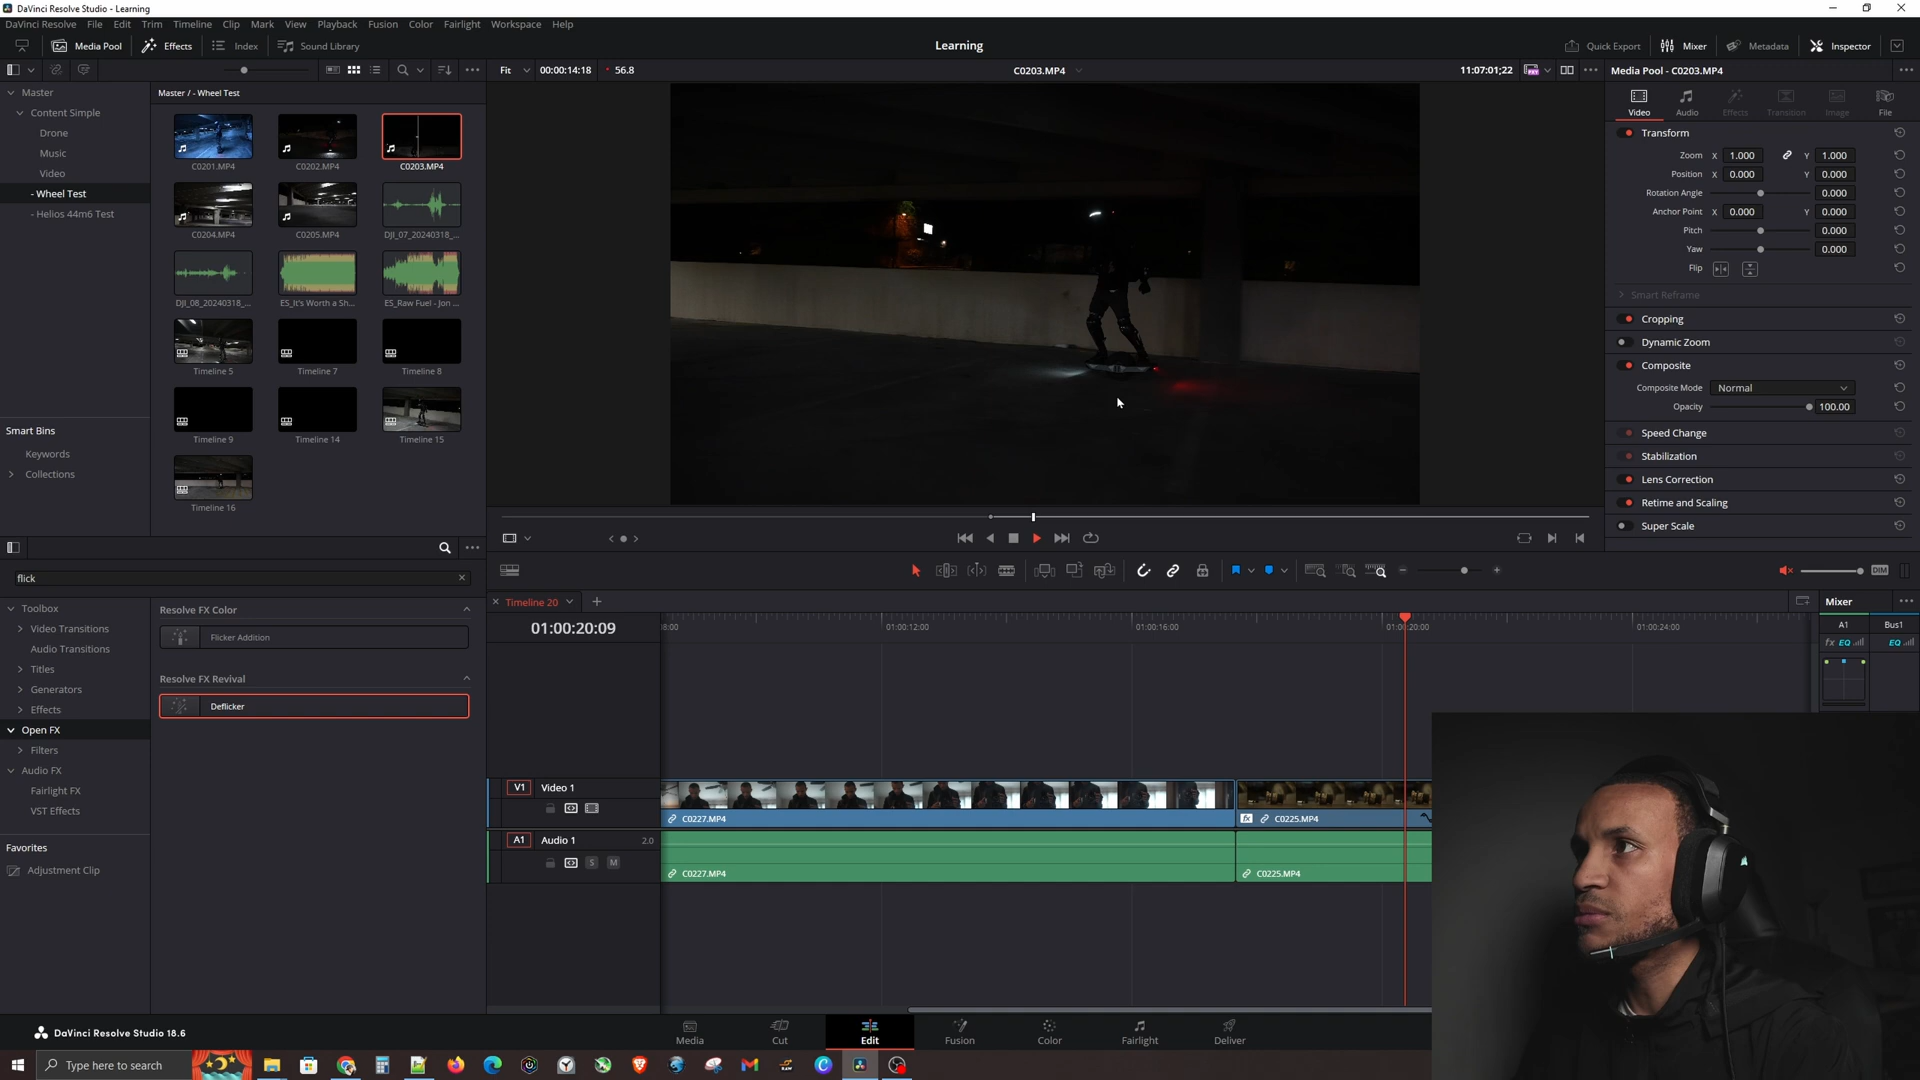 DaVinci Resolve Studio - Learning
DaVinci Resolve File Edit Trim Timeline Clip Mark View Playback Fusion Color Fairlight Workspace Help
Media Pool Effects Index Sound Library Learning Quick Export Mixer Metadata Inspector
Fit 00:00:14:18 56.8 C0203.MP4 11:07:01;22 Media Pool - C0203.MP4
Master
Content Simple
Drone
Music
Video
- Wheel Test
- Helios 44m6 Test
Smart Bins
Keywords
Collections
Master / - Wheel Test
C0201.MP4 C0202.MP4 C0203.MP4
C0204.MP4 C0205.MP4 DJI_07_20240318_...
DJI_08_20240318_... ES_It's Worth a Sh... ES_Raw Fuel - Jon ...
Timeline 5 Timeline 7 Timeline 8
Timeline 9 Timeline 14 Timeline 15
Timeline 16
Video Audio Effects Transition Image File
Transform
Zoom X 1.000 Y 1.000
Position X 0.000 Y 0.000
Rotation Angle 0.000
Anchor Point X 0.000 Y 0.000
Pitch 0.000
Yaw 0.000
Flip
Smart Reframe
Cropping
Dynamic Zoom
Composite
Composite Mode Normal
Opacity 100.00
Speed Change
Stabilization
Lens Correction
Retime and Scaling
Super Scale
flick
Toolbox
Video Transitions
Audio Transitions
Titles
Generators
Effects
Open FX
Filters
Audio FX
Fairlight FX
VST Effects
Favorites
Adjustment Clip
Resolve FX Color
Flicker Addition
Resolve FX Revival
Deflicker
DIM
Timeline 20
01:00:20:09
8:00 01:00:12:00 01:00:16:00 01:00:20:00 01:00:24:00
V1 Video 1
C0227.MP4 fx C0225.MP4
A1 Audio 1 2.0
S M
C0227.MP4 C0225.MP4
Mixer
A1 Bus1
fx EQ EQ
DaVinci Resolve Studio 18.6
Media Cut Edit Fusion Color Fairlight Deliver
Type here to search